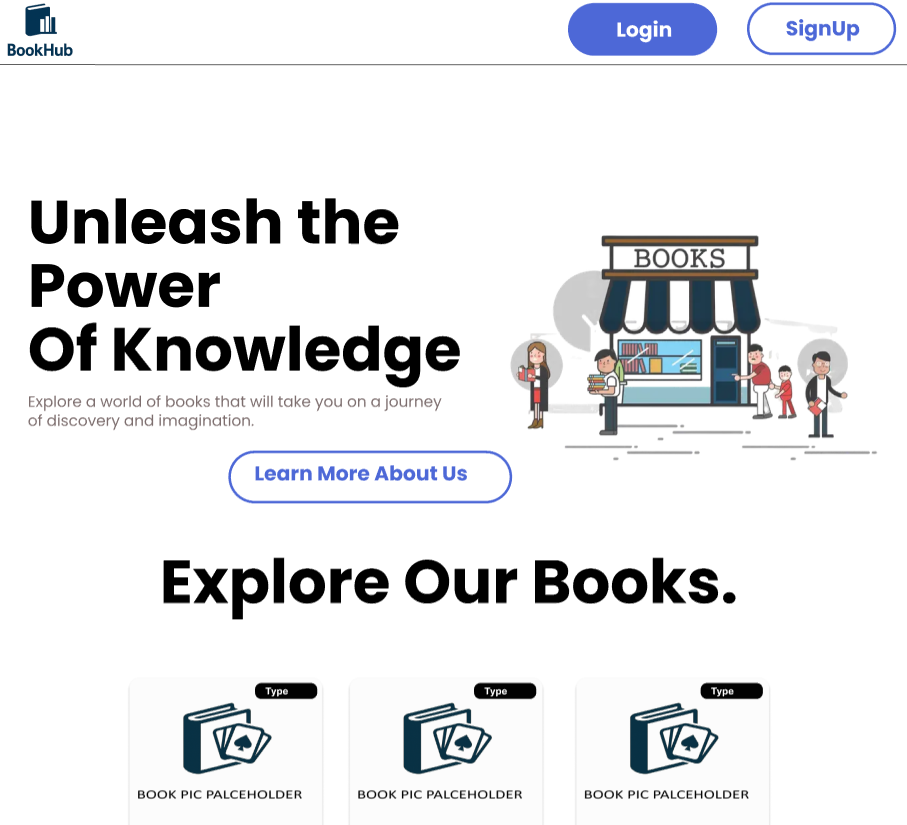 BookHub
Login
SignUp
Unleash the
Power
Of Knowledge
BOOKS
Explore a world of books that will take you on a journey
of discovery and imagination.
Learn More About Us
Explore Our Books.
Type
Type
Type
BOOK PIC PALCEHOLDER
BOOK PIC PALCEHOLDER
BOOK PIC PALCEHOLDER